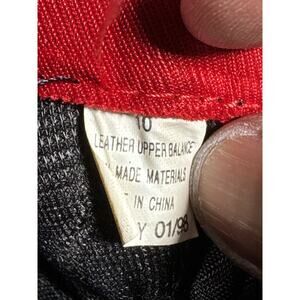 10
LEATHER UPPER BALANCE
MADE MATERIALS
IN CHINA
Y 01/98